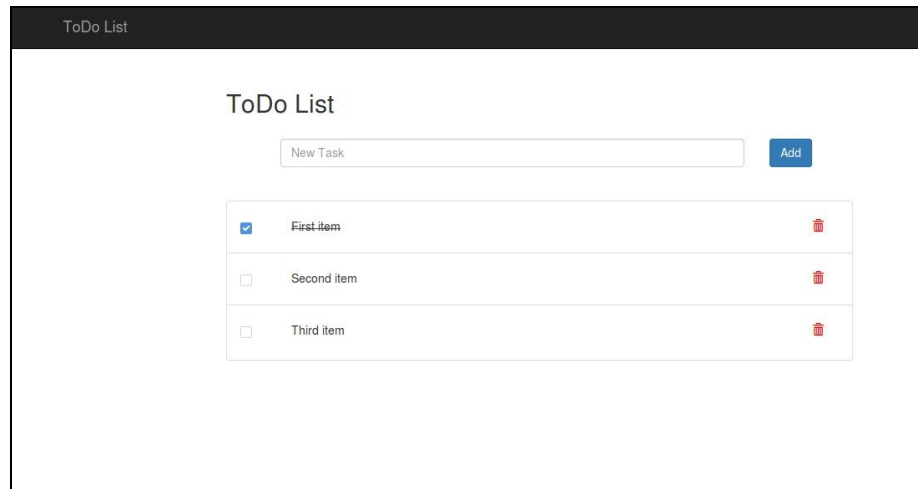 ToDo List
ToDo List
New Task Add
First item
Second item
Third item